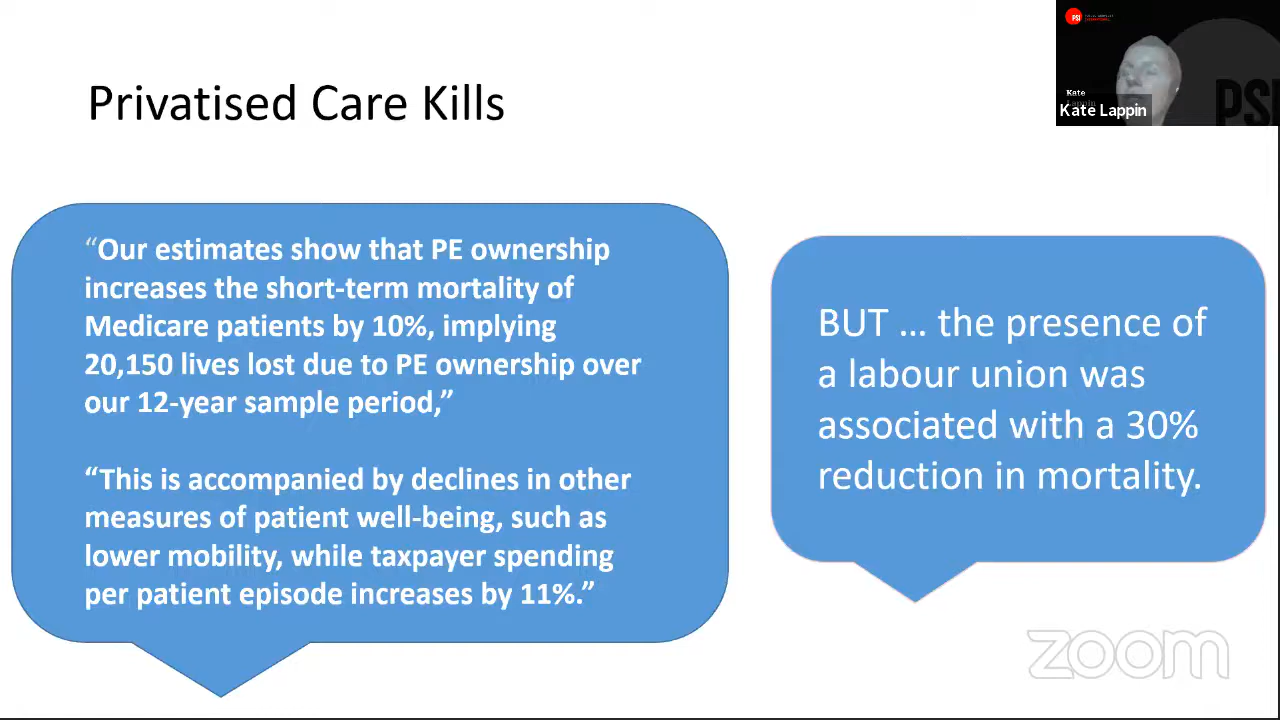 Privatised Care Kills
PSI
Kate
Kate Lappin
PSI
“Our estimates show that PE ownership
increases the short-term mortality of
Medicare patients by 10%, implying
20,150 lives lost due to PE ownership over
our 12-year sample period,”
“This is accompanied by declines in other
measures of patient well-being, such as
lower mobility, while taxpayer spending
per patient episode increases by 11%.”
BUT … the presence of
a labour union was
associated with a 30%
reduction in mortality.
zoom